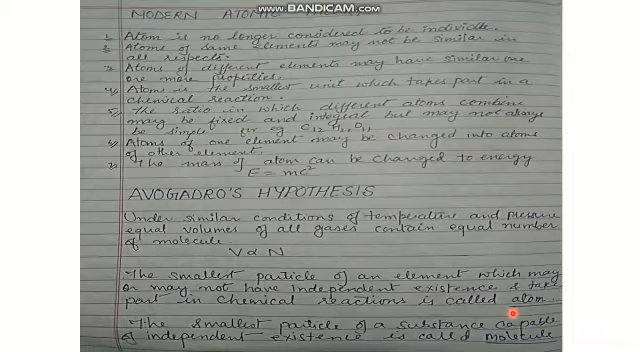 WWW.BANDICAM.COM
MODERN ATOMIC
1. Atom is no longer considered to be indivi
2. Atoms of same elements may not be similar in
all respects.
3. Atoms of different elements may have similar one
ore more properties.
4. Atoms is the smallest unit which takes part in a
chemical reaction.
5. The ratio in which different atoms combine
may be fixed and integral but may not always
be simple for eg C12 H22 O11
Atoms of one element may be changed into atoms
of other element.
The mass of atom can be changed to energy
E = mc²
AVOGADRO'S HYPOTHESIS
Under similar conditions of temperature and pressure
equal volumes of all gases contain equal number
of molecule
V ∝ N
The smallest particle of an element which may
or may not have independent existence & take
part in chemical reactions is called atom
The smallest particle of a substance capable
of independent existence is called molecule